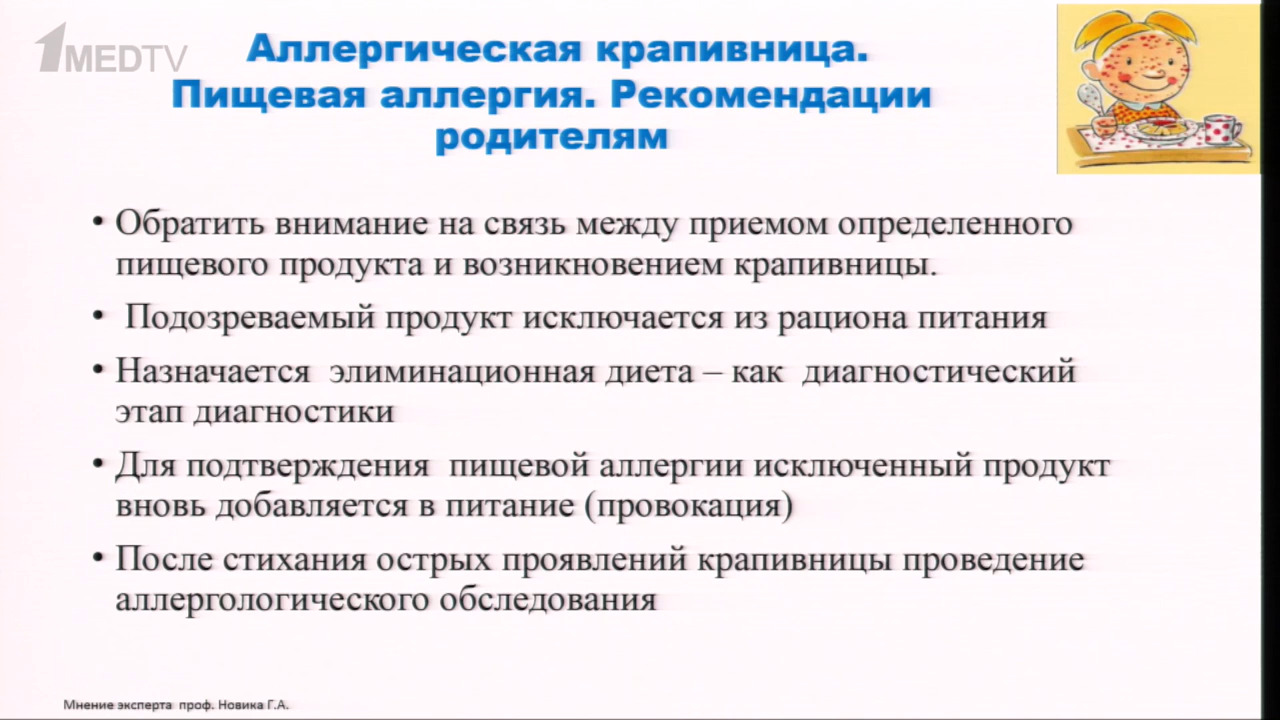 1MEDTV
Аллергическая крапивница.
Пищевая аллергия. Рекомендации
родителям
• Обратить внимание на связь между приемом определенного
пищевого продукта и возникновением крапивницы.
• Подозреваемый продукт исключается из рациона питания
• Назначается элиминационная диета – как диагностический
этап диагностики
• Для подтверждения пищевой аллергии исключенный продукт
вновь добавляется в питание (провокация)
• После стихания острых проявлений крапивницы проведение
аллергологического обследования
Мнение эксперта проф. Новика Г.А.